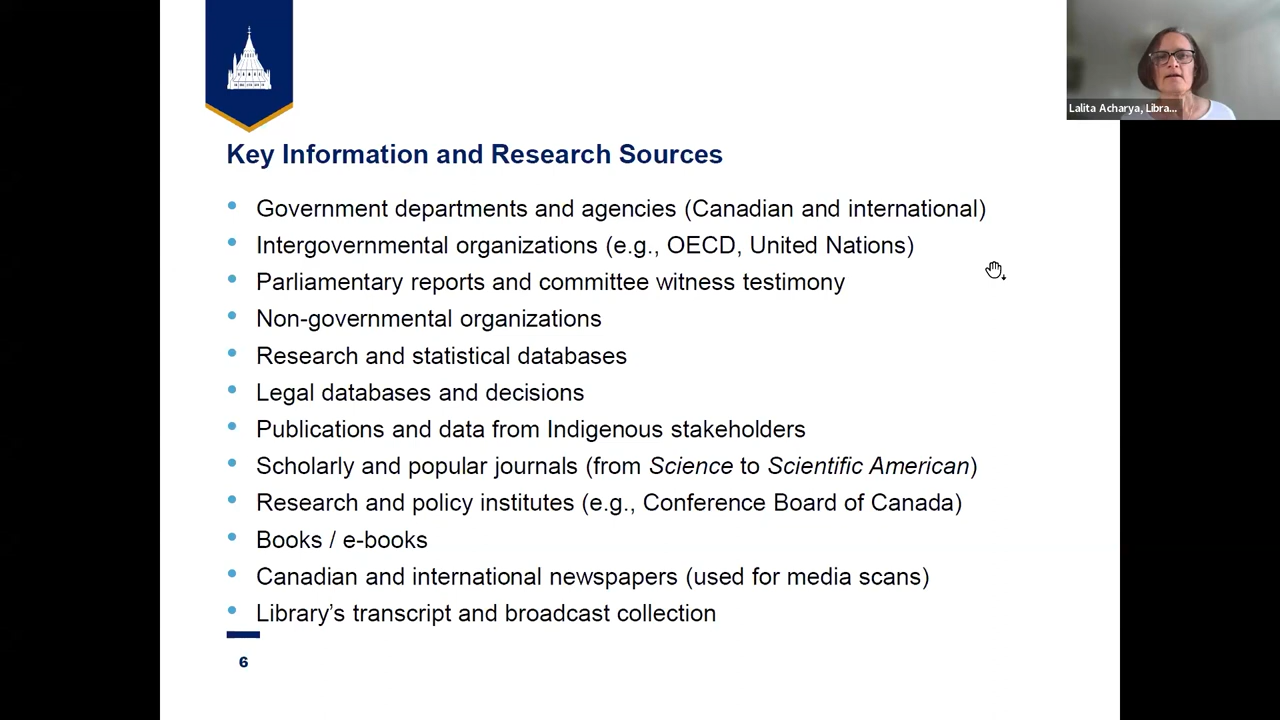 Lalita Acharya, Libra...
Key Information and Research Sources
• Government departments and agencies (Canadian and international)
• Intergovernmental organizations (e.g., OECD, United Nations)
• Parliamentary reports and committee witness testimony
• Non-governmental organizations
• Research and statistical databases
• Legal databases and decisions
• Publications and data from Indigenous stakeholders
• Scholarly and popular journals (from Science to Scientific American)
• Research and policy institutes (e.g., Conference Board of Canada)
• Books / e-books
• Canadian and international newspapers (used for media scans)
• Library’s transcript and broadcast collection
6